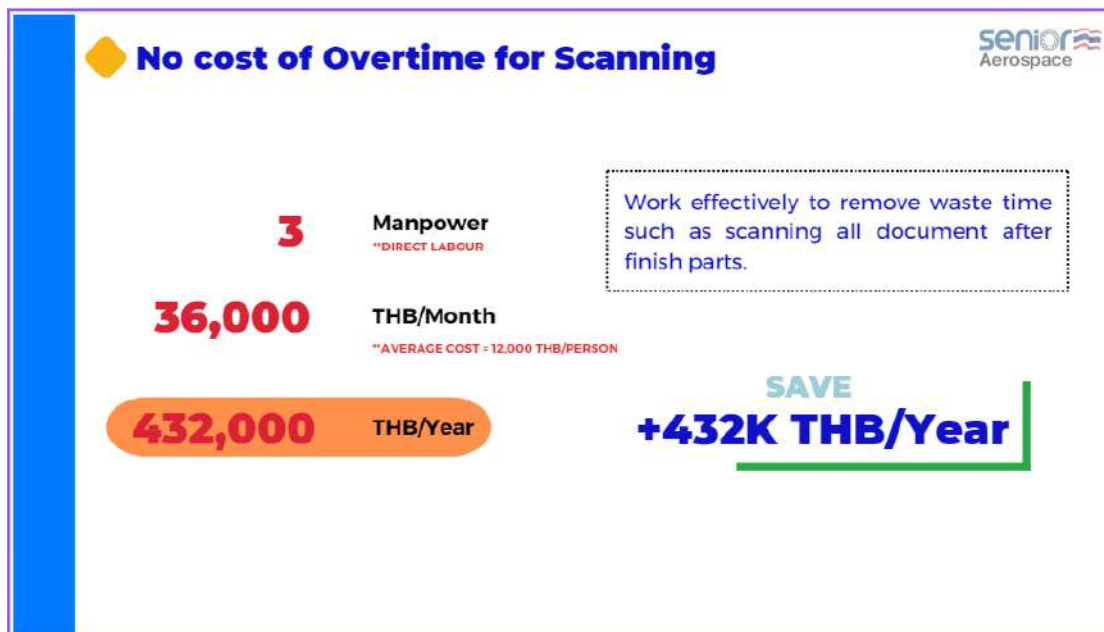 No cost of Overtime for Scanning
senior
Aerospace
3
Manpower
**DIRECT LABOUR
36,000
THB/Month
**AVERAGE COST = 12,000 THB/PERSON
432,000
THB/Year
Work effectively to remove waste time
such as scanning all document after
finish parts.
SAVE
+432K THB/Year